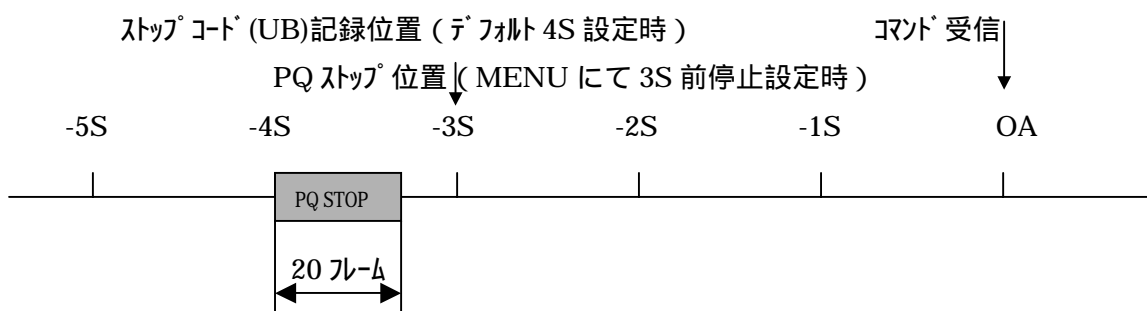 ｽﾄｯﾌﾟｺｰﾄﾞ(UB)記録位置（ﾃﾞﾌｫﾙﾄ 4S 設定時）
ｺﾏﾝﾄﾞ受信
PQ ｽﾄｯﾌﾟ位置（MENU にて 3S 前停止設定時）
-5S -4S -3S -2S -1S OA
PQ STOP
20 ﾌﾚｰﾑ